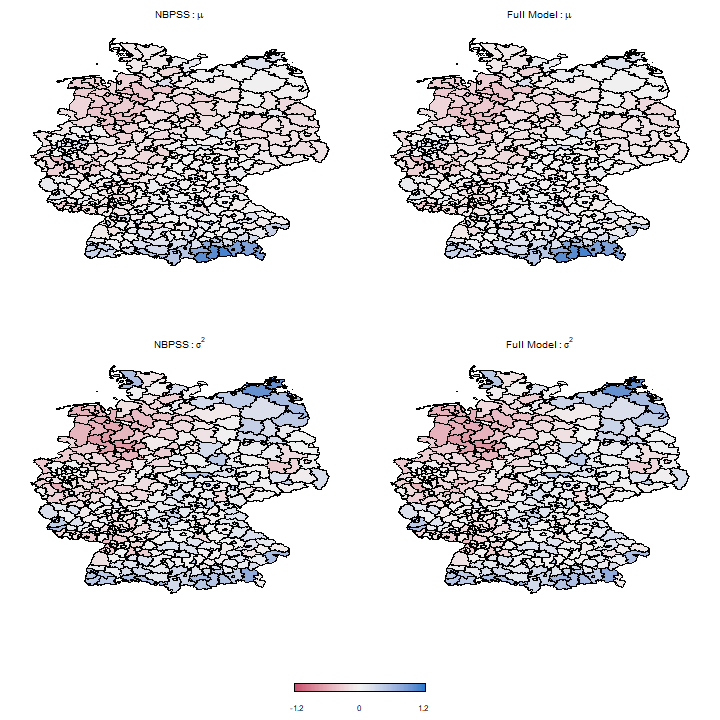 NBPSS : μ
Full Model : μ
NBPSS : σ²
Full Model : σ²
-1.2 0 1.2